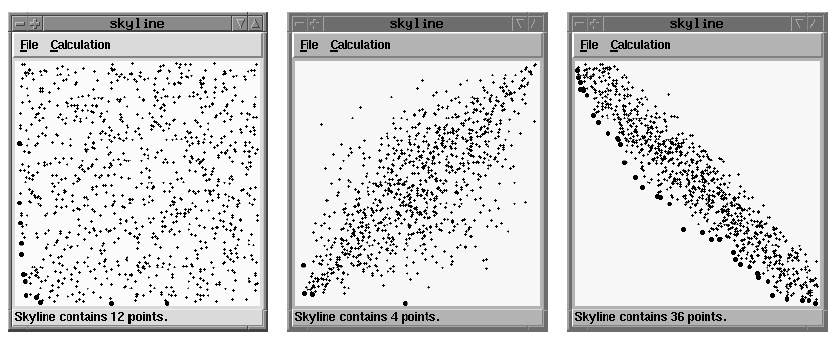 skyline
File Calculation
Skyline contains 12 points.
skyline
File Calculation
Skyline contains 4 points.
skyline
File Calculation
Skyline contains 36 points.